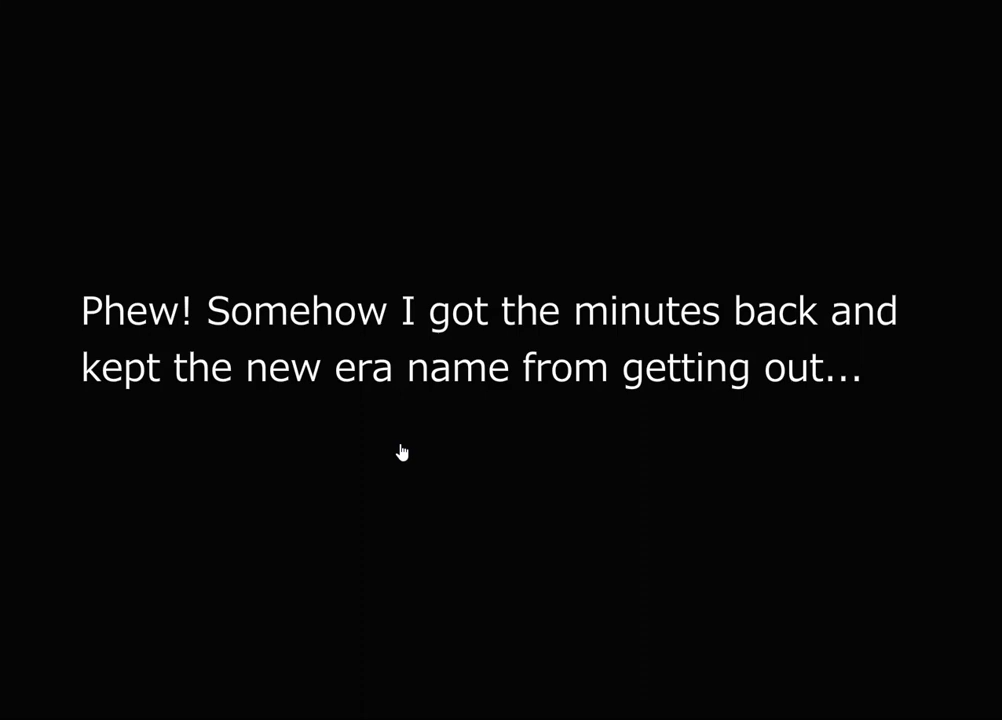 Phew! Somehow I got the minutes back and
kept the new era name from getting out...